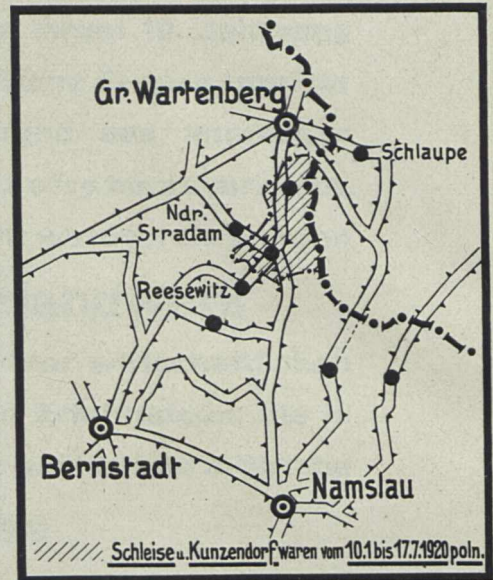 Gr. Wartenberg
Schlaupe
Ndr.
Stradam
Reesewitz
Bernstadt
Namslau
Schleise u. Kunzendorf waren vom 10.1 bis 17.7.1920 poln.